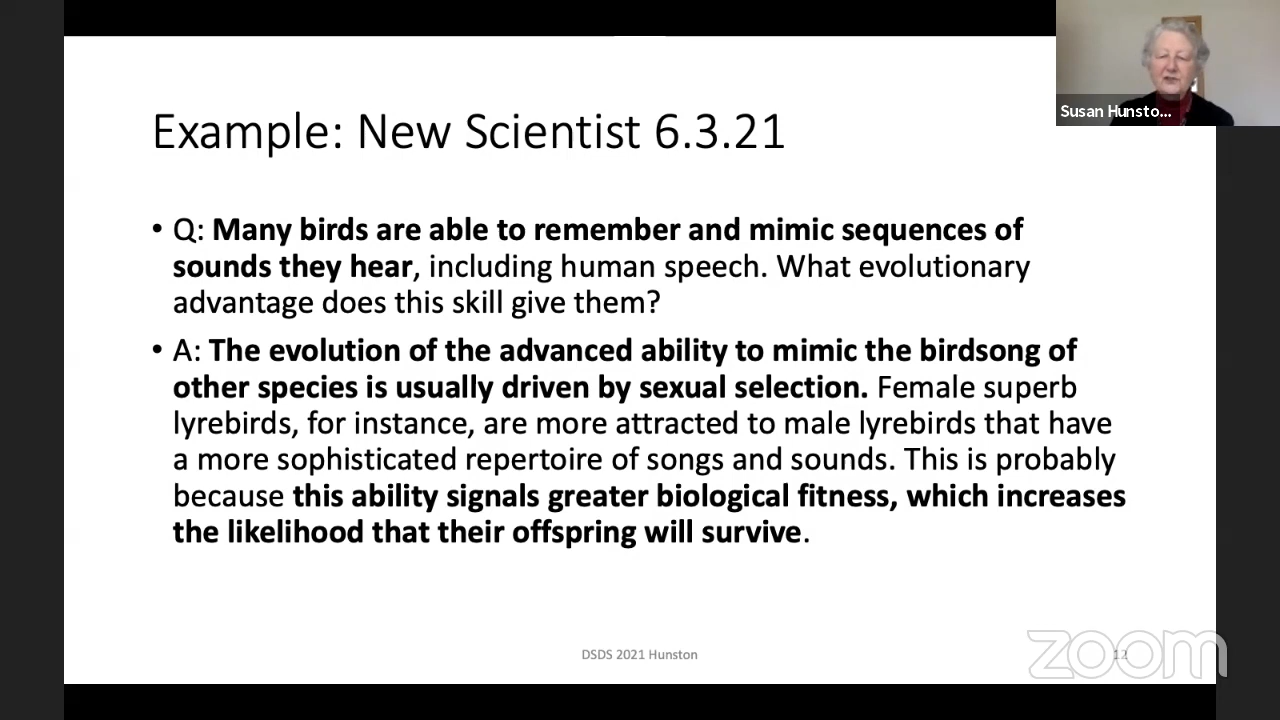 Susan Hunsto...
Example: New Scientist 6.3.21
• Q: Many birds are able to remember and mimic sequences of
sounds they hear, including human speech. What evolutionary
advantage does this skill give them?
• A: The evolution of the advanced ability to mimic the birdsong of
other species is usually driven by sexual selection. Female superb
lyrebirds, for instance, are more attracted to male lyrebirds that have
a more sophisticated repertoire of songs and sounds. This is probably
because this ability signals greater biological fitness, which increases
the likelihood that their offspring will survive.
DSDS 2021 Hunston
12
zoom